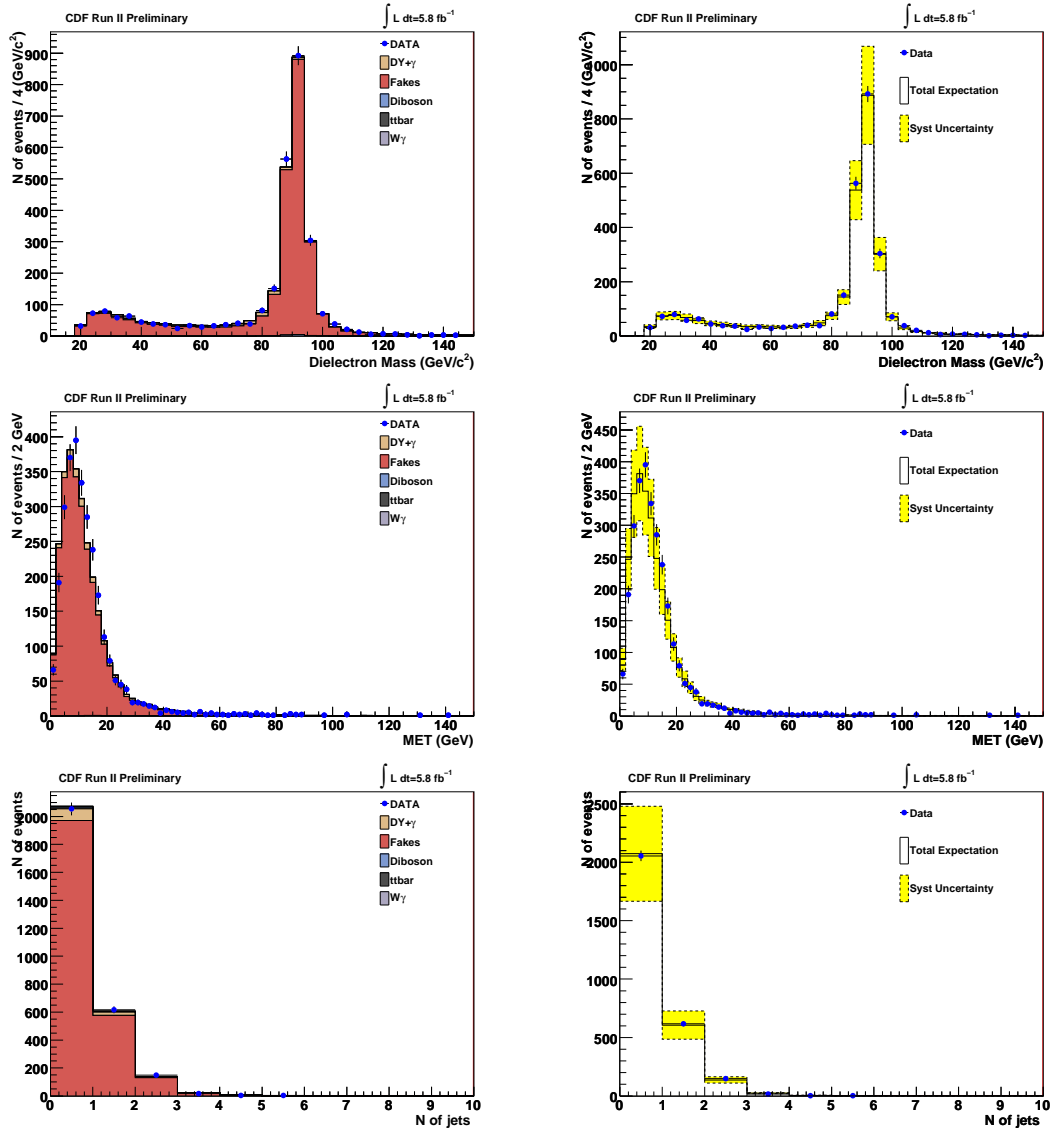 CDF Run II Preliminary
∫ L dt=5.8 fb⁻¹
N of events / 4 (GeV/c²)
900
800
700
600
500
400
300
200
100
0
DATA
DY+γ
Fakes
Diboson
ttbar
Wγ
20 40 60 80 100 120 140
Dielectron Mass (GeV/c²)
CDF Run II Preliminary
∫ L dt=5.8 fb⁻¹
N of events / 4 (GeV/c²)
1000
800
600
400
200
0
Data
Total Expectation
Syst Uncertainty
20 40 60 80 100 120 140
Dielectron Mass (GeV/c²)
CDF Run II Preliminary
∫ L dt=5.8 fb⁻¹
N of events / 2 GeV
400
350
300
250
200
150
100
50
0
DATA
DY+γ
Fakes
Diboson
ttbar
Wγ
0 20 40 60 80 100 120 140
MET (GeV)
CDF Run II Preliminary
∫ L dt=5.8 fb⁻¹
N of events / 2 GeV
450
400
350
300
250
200
150
100
50
0
Data
Total Expectation
Syst Uncertainty
0 20 40 60 80 100 120 140
MET (GeV)
CDF Run II Preliminary
∫ L dt=5.8 fb⁻¹
N of events
2000
1800
1600
1400
1200
1000
800
600
400
200
0
DATA
DY+γ
Fakes
Diboson
ttbar
Wγ
0 1 2 3 4 5 6 7 8 9 10
N of jets
CDF Run II Preliminary
∫ L dt=5.8 fb⁻¹
N of events
2500
2000
1500
1000
500
0
Data
Total Expectation
Syst Uncertainty
0 1 2 3 4 5 6 7 8 9 10
N of jets